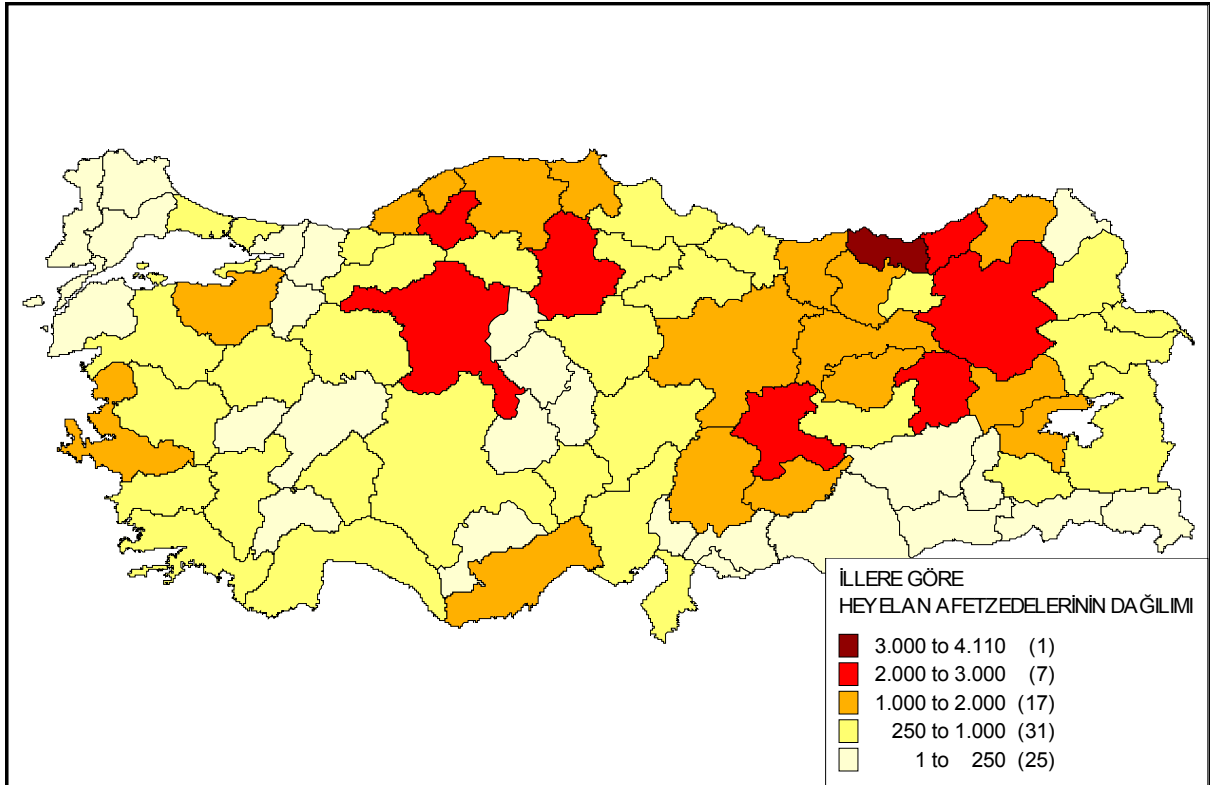 İLLERE GÖRE
HEYELAN AFETZEDELERİNİN DAĞILIMI
3.000 to 4.110 (1)
2.000 to 3.000 (7)
1.000 to 2.000 (17)
250 to 1.000 (31)
1 to 250 (25)